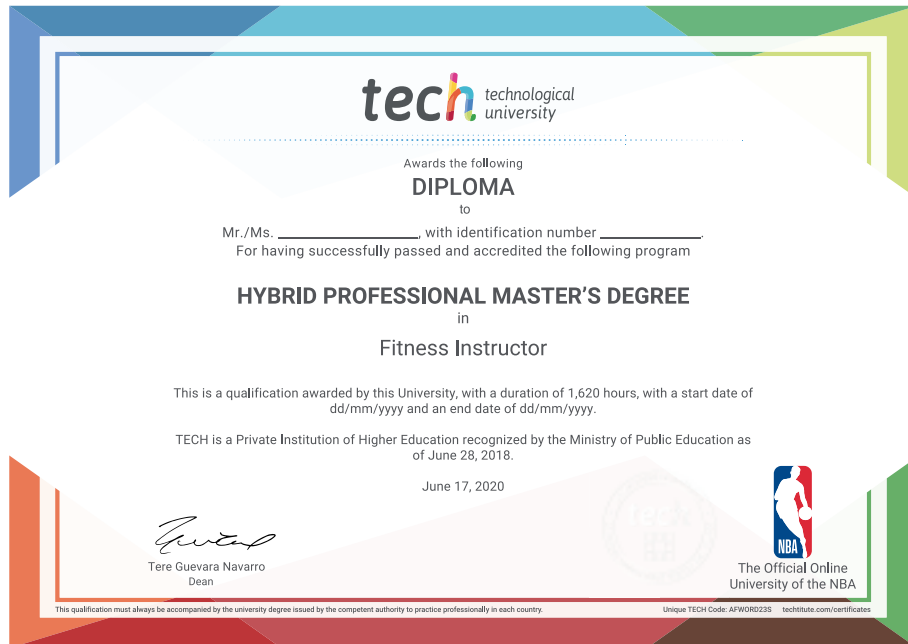 tech technological
university
Awards the following
DIPLOMA
to
Mr./Ms. ____________________, with identification number ______________.
For having successfully passed and accredited the following program
HYBRID PROFESSIONAL MASTER'S DEGREE
in
Fitness Instructor
This is a qualification awarded by this University, with a duration of 1,620 hours, with a start date of
dd/mm/yyyy and an end date of dd/mm/yyyy.
TECH is a Private Institution of Higher Education recognized by the Ministry of Public Education as
of June 28, 2018.
June 17, 2020
tech
NBA
Tere Guevara Navarro
Dean
The Official Online
University of the NBA
This qualification must always be accompanied by the university degree issued by the competent authority to practice professionally in each country.
Unique TECH Code: AFWORD23S techtitute.com/certificates